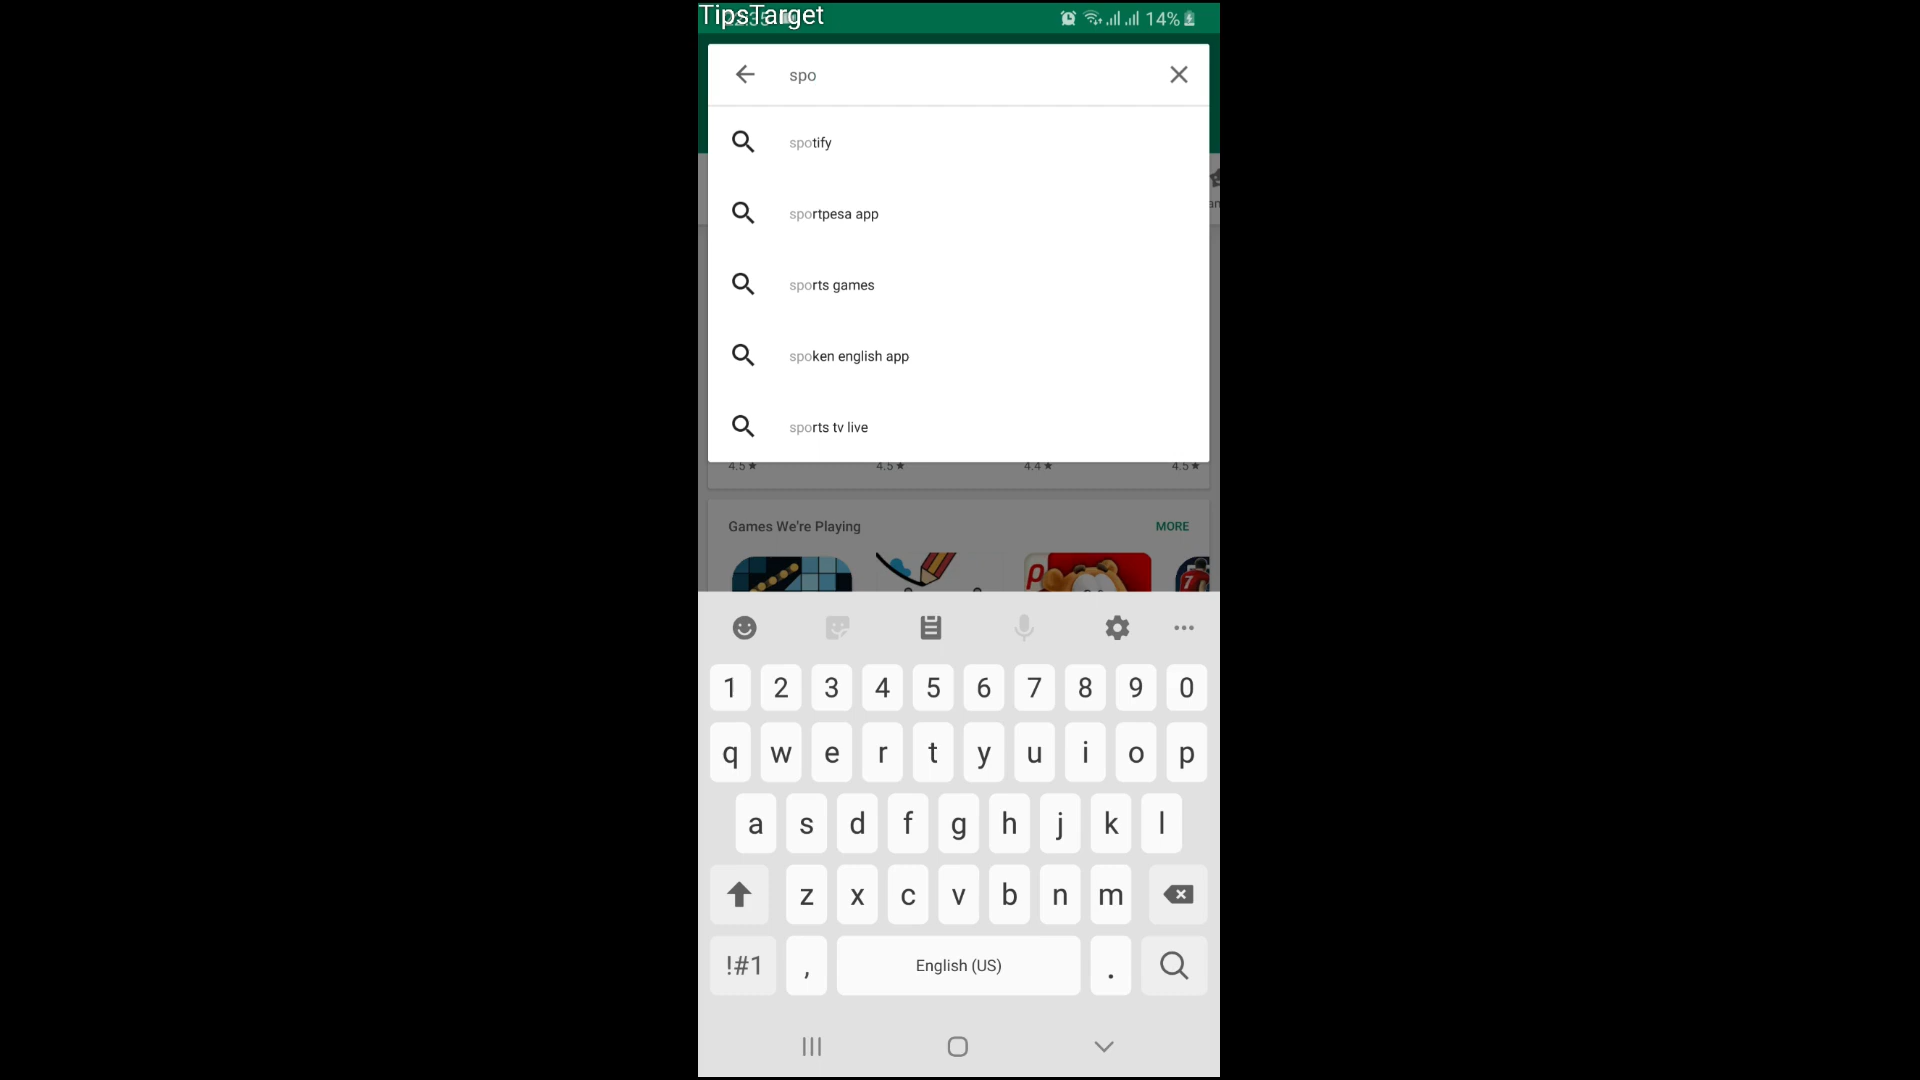 TipsTarget
14%
spo
spotify
sportpesa app
sports games
spoken english app
sports tv live
4.5★ 4.5★ 4.4★ 4.5★
Games We're Playing MORE
7
1 2 3 4 5 6 7 8 9 0
q w e r t y u i o p
a s d f g h j k l
z x c v b n m
!#1 , English (US) .